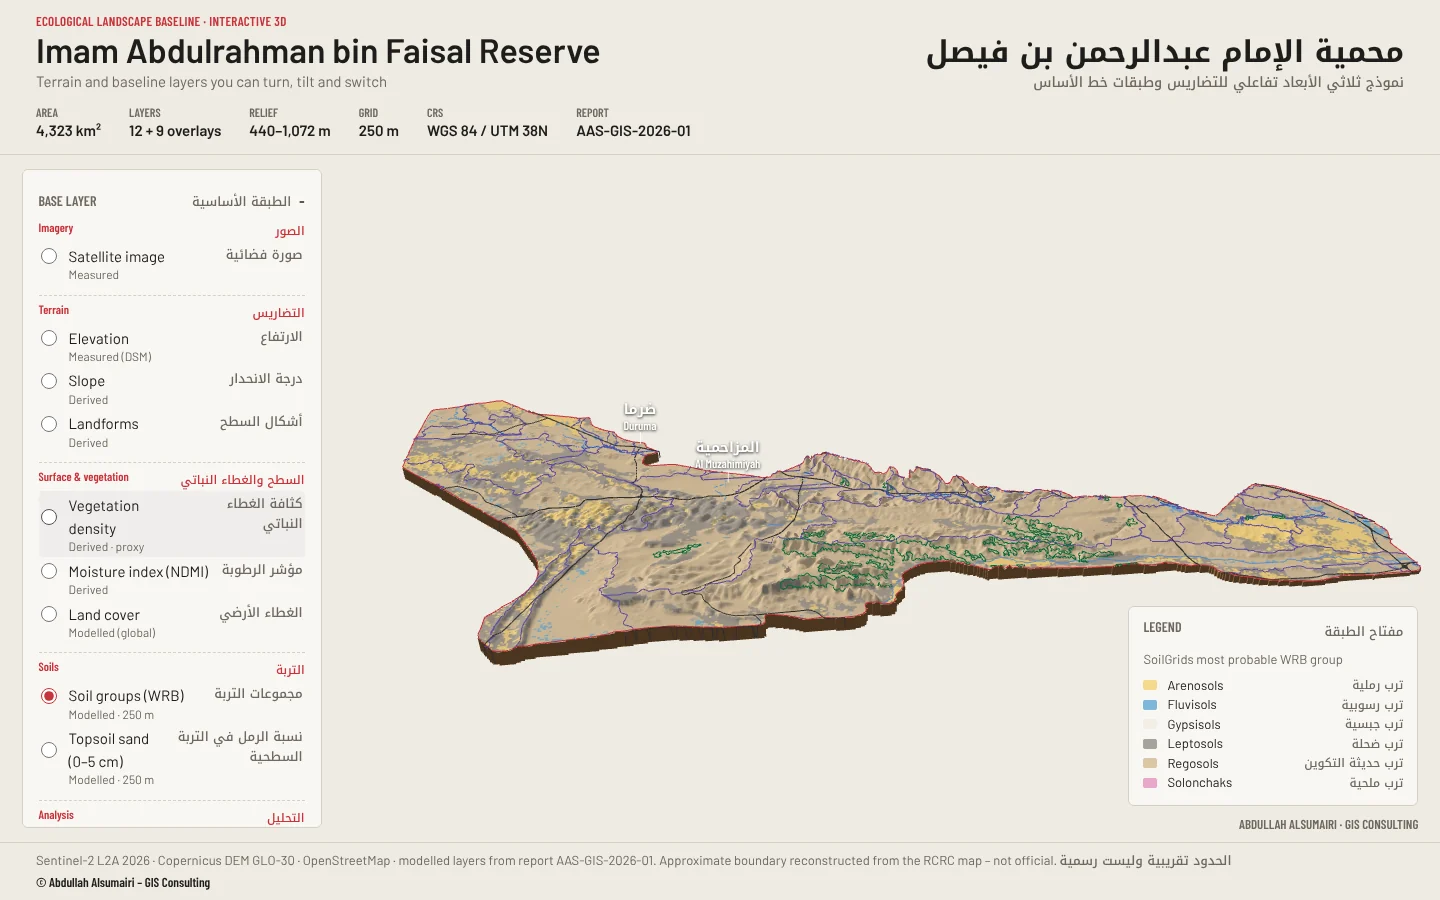 ECOLOGICAL LANDSCAPE BASELINE · INTERACTIVE 3D
Imam Abdulrahman bin Faisal Reserve
محمية الإمام عبدالرحمن بن فيصل
Terrain and baseline layers you can turn, tilt and switch
نموذج ثلاثي الأبعاد تفاعلي للتضاريس وطبقات خط الأساس
AREA LAYERS RELIEF GRID CRS REPORT
4,323 km² 12 + 9 overlays 440–1,072 m 250 m WGS 84 / UTM 38N AAS-GIS-2026-01
BASE LAYER الطبقة الأساسية -
Imagery الصور
Satellite image صورة فضائية
Measured
Terrain التضاريس
Elevation الارتفاع
Measured (DSM)
Slope درجة الانحدار
Derived
Landforms أشكال السطح
Derived
Surface & vegetation السطح والغطاء النباتي
Vegetation كثافة الغطاء
density النباتي
Derived · proxy
Moisture index (NDMI) مؤشر الرطوبة
Derived
Land cover الغطاء الأرضي
Modelled (global)
Soils التربة
Soil groups (WRB) مجموعات التربة
Modelled · 250 m
Topsoil sand نسبة الرمل في التربة
(0–5 cm) السطحية
Modelled · 250 m
Analysis التحليل
ضرما
Duruma
المزاحمية
Al Muzahimiyah
LEGEND مفتاح الطبقة
SoilGrids most probable WRB group
Arenosols ترب رملية
Fluvisols ترب رسوبية
Gypsisols ترب جبسية
Leptosols ترب ضحلة
Regosols ترب حديثة التكوين
Solonchaks ترب ملحية
ABDULLAH ALSUMAIRI · GIS CONSULTING
Sentinel-2 L2A 2026 · Copernicus DEM GLO-30 · OpenStreetMap · modelled layers from report AAS-GIS-2026-01. Approximate boundary reconstructed from the RCRC map – not official. الحدود تقريبية وليست رسمية
© Abdullah Alsumairi – GIS Consulting